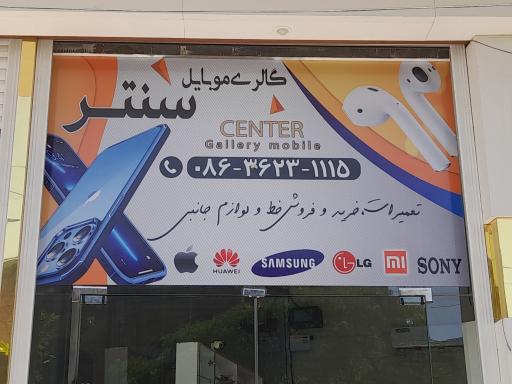 گالری موبایل
سنتر
CENTER
Gallery mobile
۰۸۶-۳۶۲۳-۱۱۱۵
تعمیرات، خرید و فروش خط و لوازم جانبی
HUAWEI
SAMSUNG
LG
mi
SONY